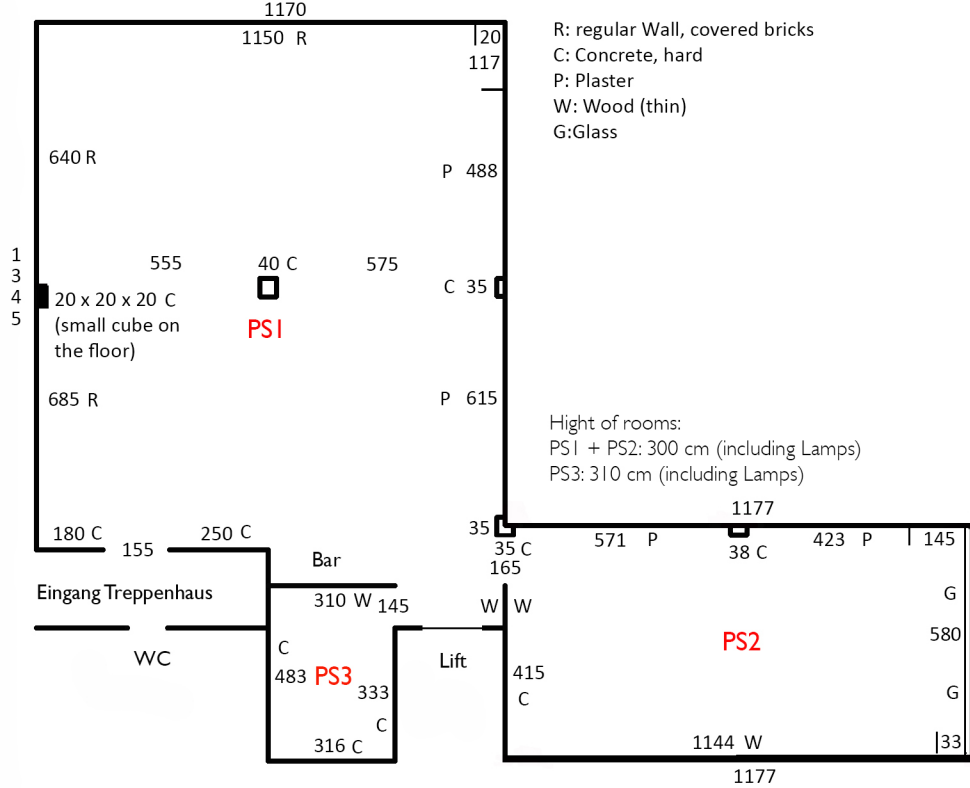 1170
1150 R
20
117
R: regular Wall, covered bricks
C: Concrete, hard
P: Plaster
W: Wood (thin)
G:Glass
640 R
P 488
1
3
4
5
555
40 C
575
C 35
20 x 20 x 20 C
(small cube on
the floor)
PS1
685 R
P 615
Hight of rooms:
PS1 + PS2: 300 cm (including Lamps)
PS3: 310 cm (including Lamps)
1177
180 C
155
250 C
35
35 C
165
571 P
38 C
423 P
145
Bar
Eingang Treppenhaus
310 W
145
W
W
G
580
G
WC
C
483
PS3
333
C
316 C
Lift
415
C
PS2
1144 W
33
1177